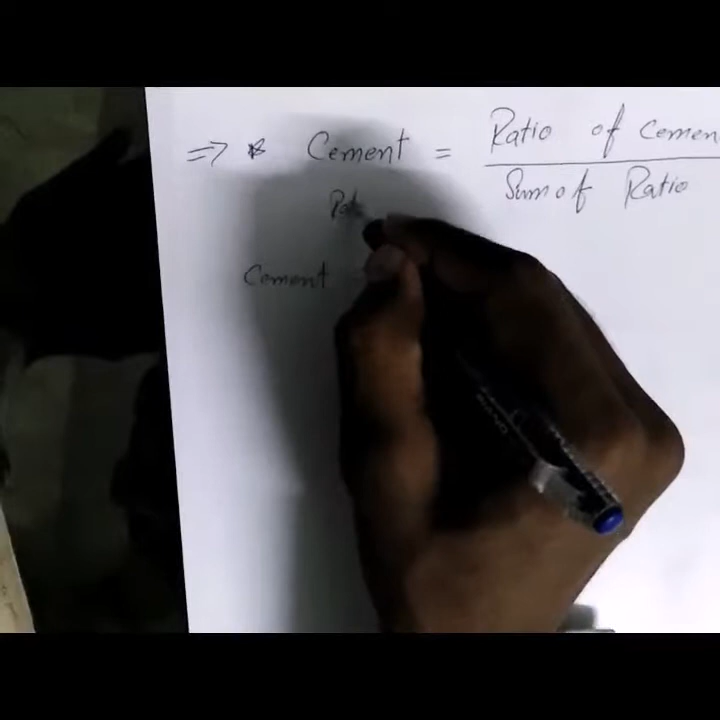 => * Cement = Ratio of Cemen
Sum of Ratio
Cement